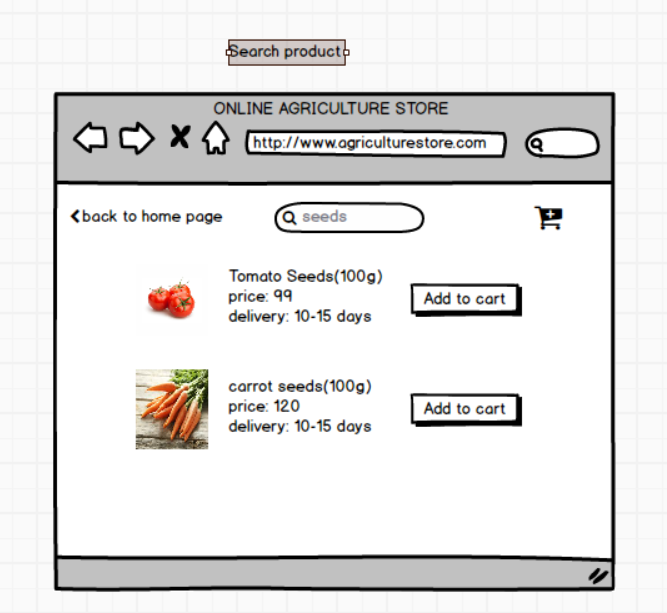 Search product
ONLINE AGRICULTURE STORE
http://www.agriculturestore.com
back to home page
seeds
Tomato Seeds(100g)
price: 99
delivery: 10-15 days
Add to cart
carrot seeds(100g)
price: 120
delivery: 10-15 days
Add to cart